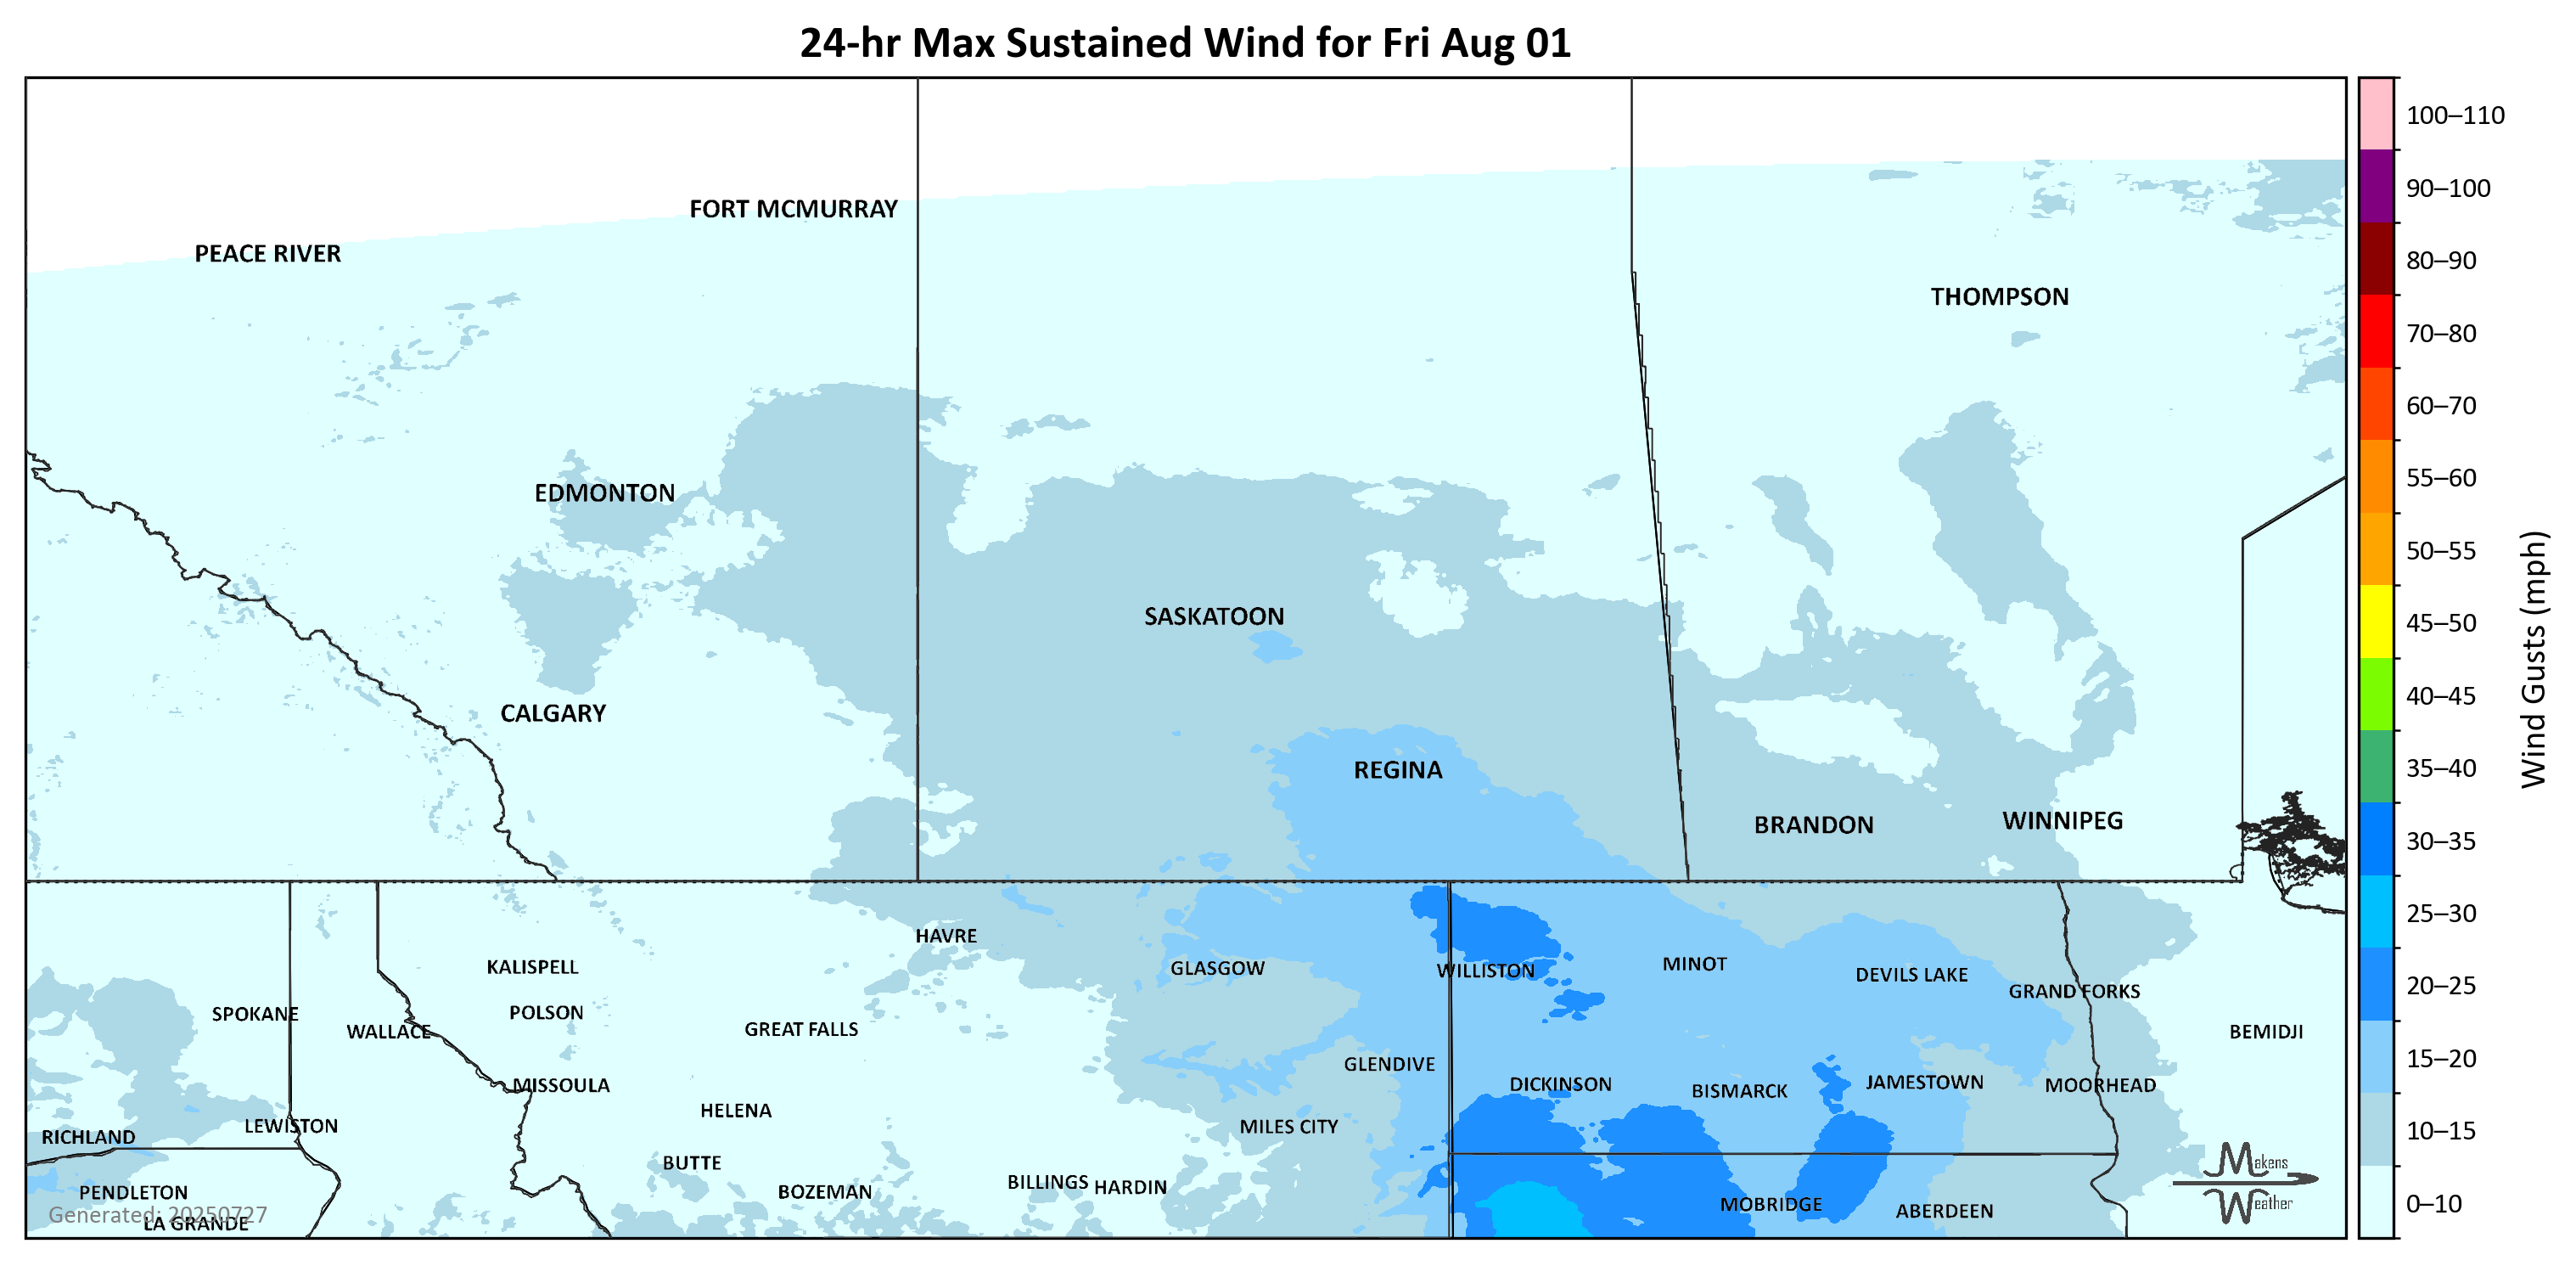 24-hr Max Sustained Wind for Fri Aug 01
FORT MCMURRAY
PEACE RIVER
THOMPSON
EDMONTON
SASKATOON
CALGARY
REGINA
BRANDON
WINNIPEG
HAVRE
KALISPELL
GLASGOW
WILLISTON
MINOT
DEVILS LAKE
GRAND FORKS
SPOKANE
POLSON
WALLACE
GREAT FALLS
BEMIDJI
GLENDIVE
MISSOULA
DICKINSON
BISMARCK
JAMESTOWN
MOORHEAD
HELENA
LEWISTON
MILES CITY
RICHLAND
BUTTE
BILLINGS
HARDIN
PENDLETON
BOZEMAN
MOBRIDGE
ABERDEEN
Generated: 20250727
LA GRANDE
Makens
Weather
100–110
90–100
80–90
70–80
60–70
55–60
50–55
45–50
40–45
35–40
30–35
25–30
20–25
15–20
10–15
0–10
Wind Gusts (mph)